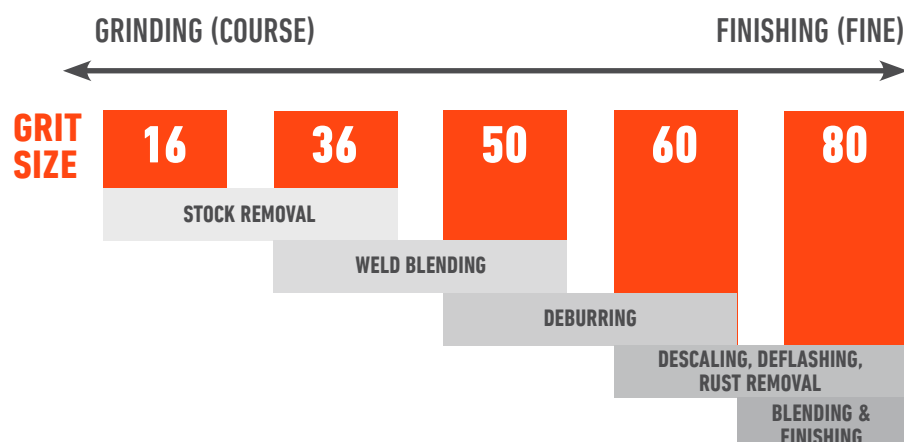 GRINDING (COURSE)
FINISHING (FINE)
GRIT
SIZE
16
36
50
60
80
STOCK REMOVAL
WELD BLENDING
DEBURRING
DESCALING, DEFLASHING,
RUST REMOVAL
BLENDING &
FINISHING